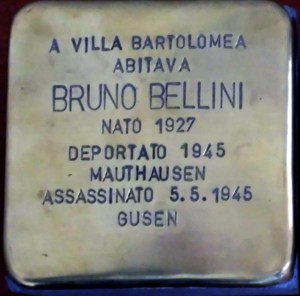 A VILLA BARTOLOMEA
ABITAVA
BRUNO BELLINI
NATO 1927
DEPORTATO 1945
MAUTHAUSEN
ASSASSINATO 5.5.1945
GUSEN